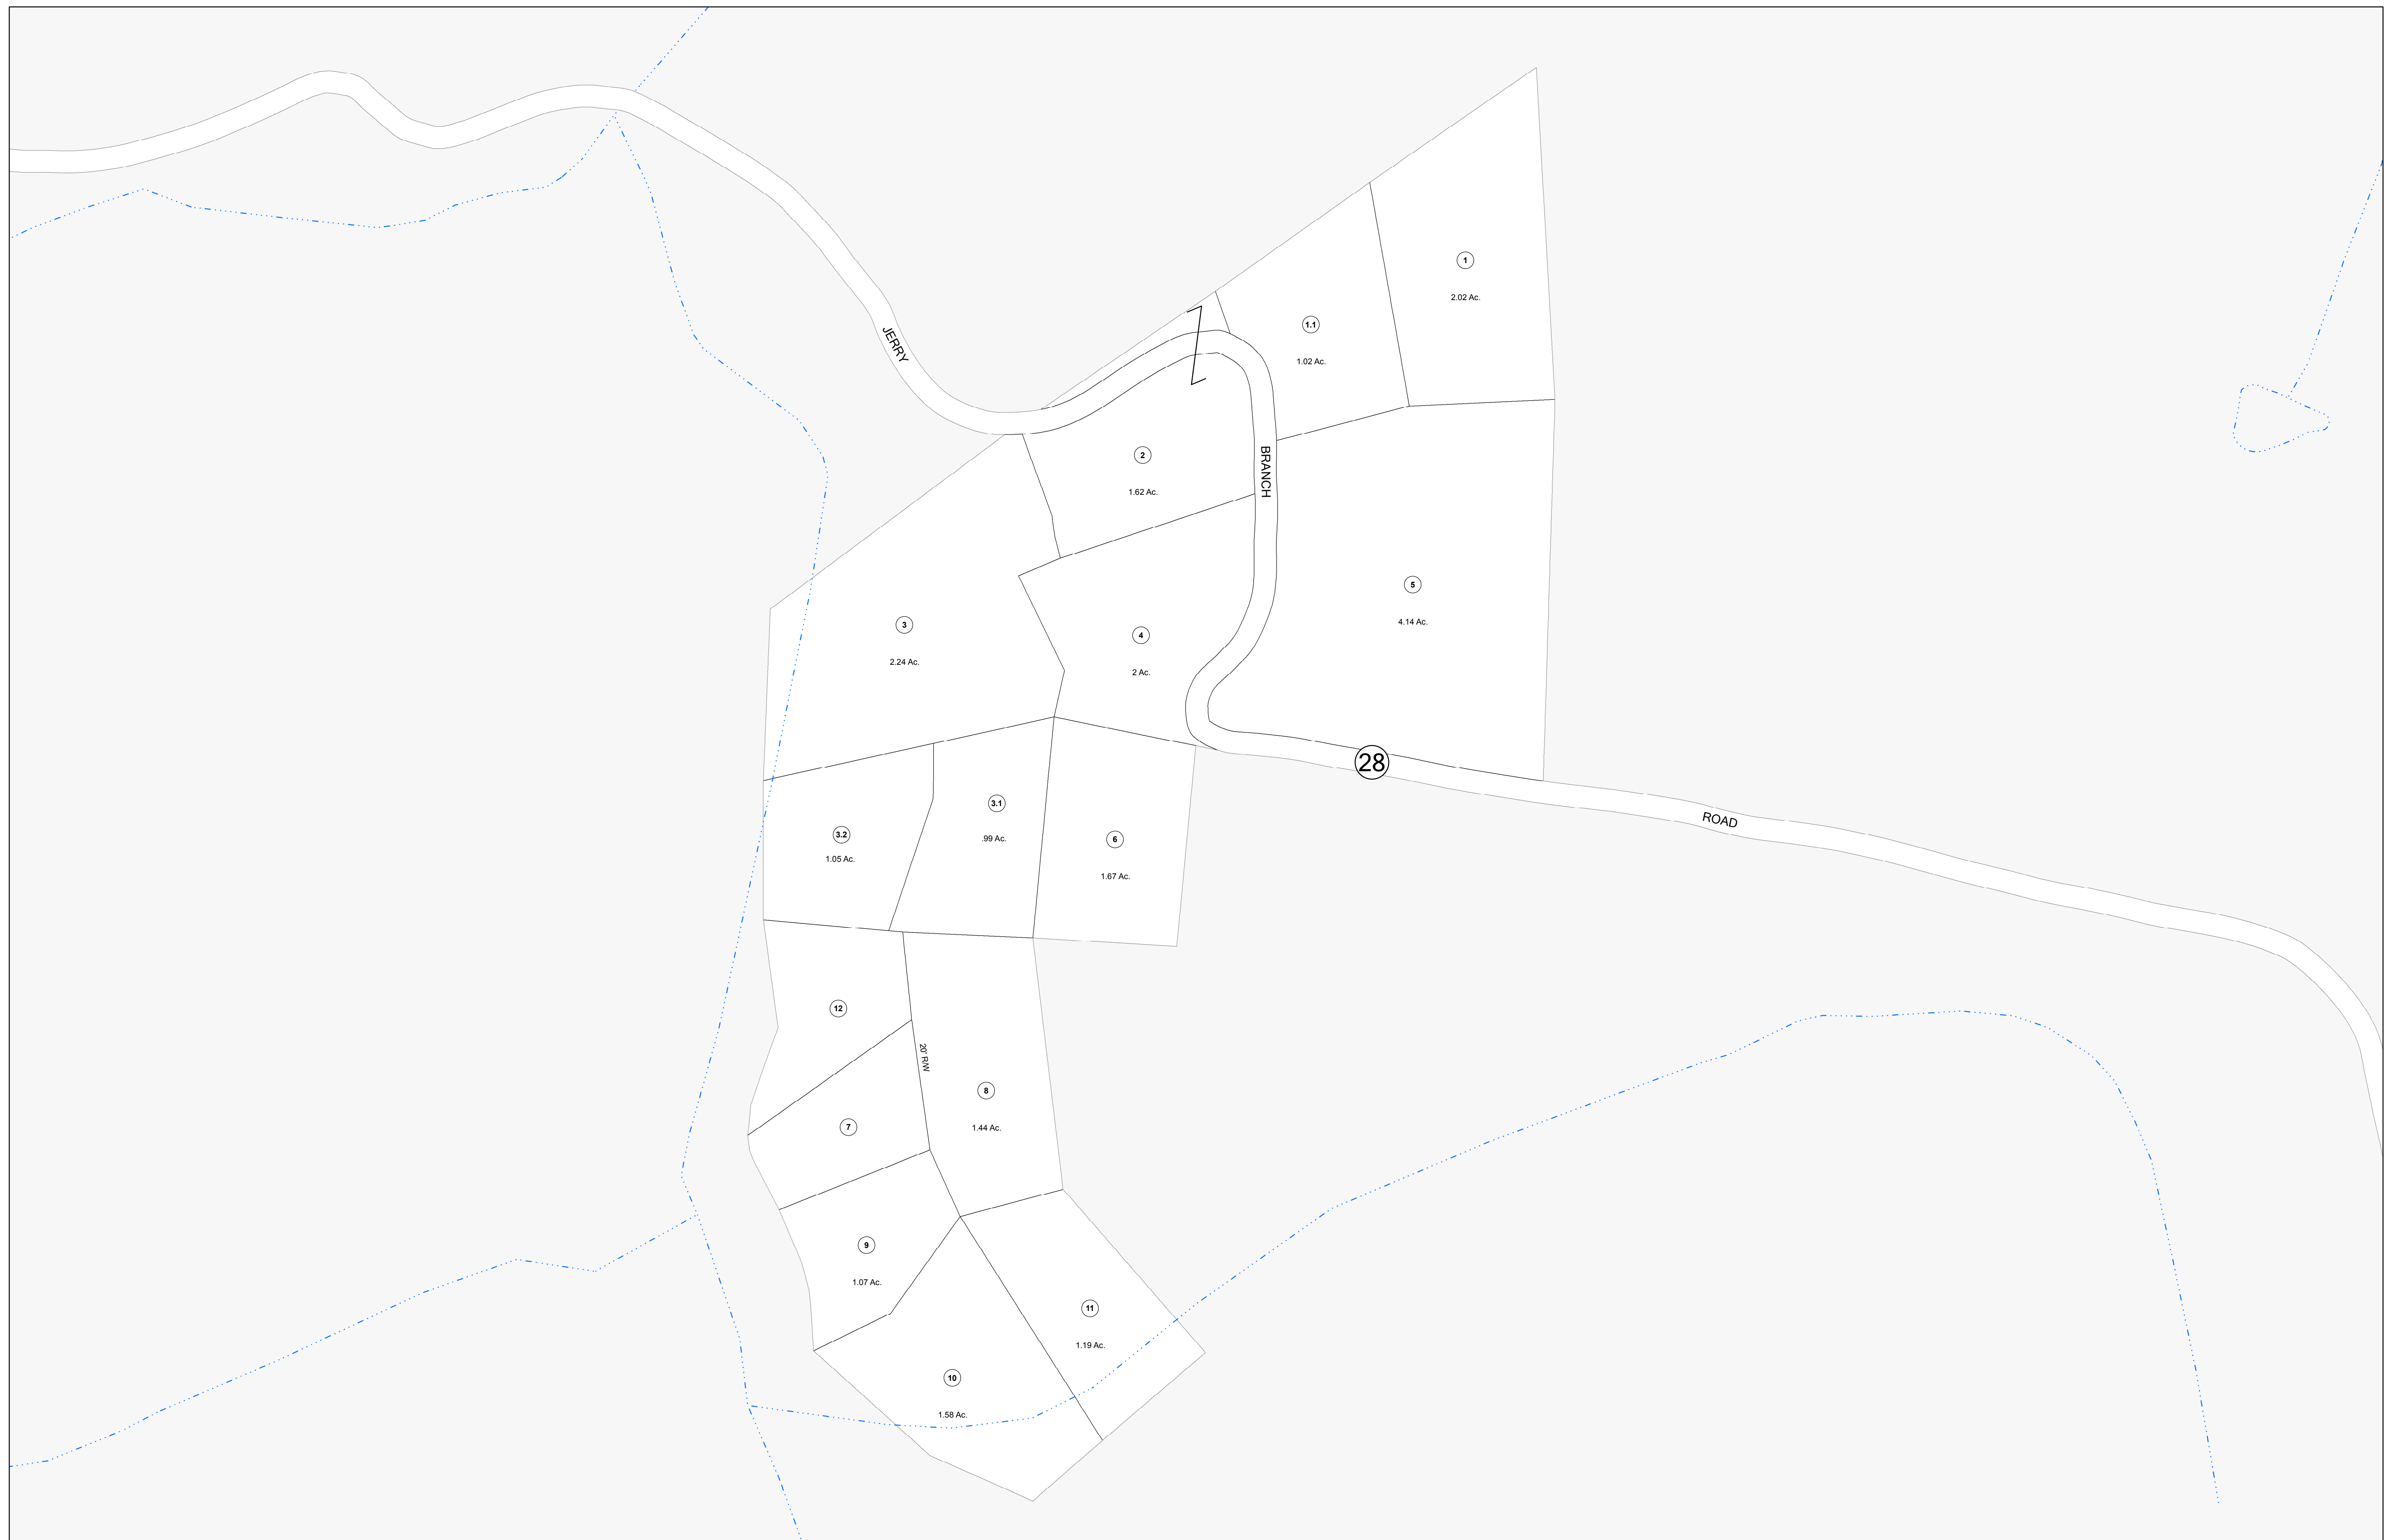 1
2.02 Ac.
1.1
1.02 Ac.
JERRY
2
1.62 Ac.
BRANCH
5
4.14 Ac.
3
2.24 Ac.
4
2 Ac.
28
ROAD
3.1
.99 Ac.
3.2
1.05 Ac.
6
1.67 Ac.
12
20' R/W
8
1.44 Ac.
7
9
1.07 Ac.
11
1.19 Ac.
10
1.58 Ac.